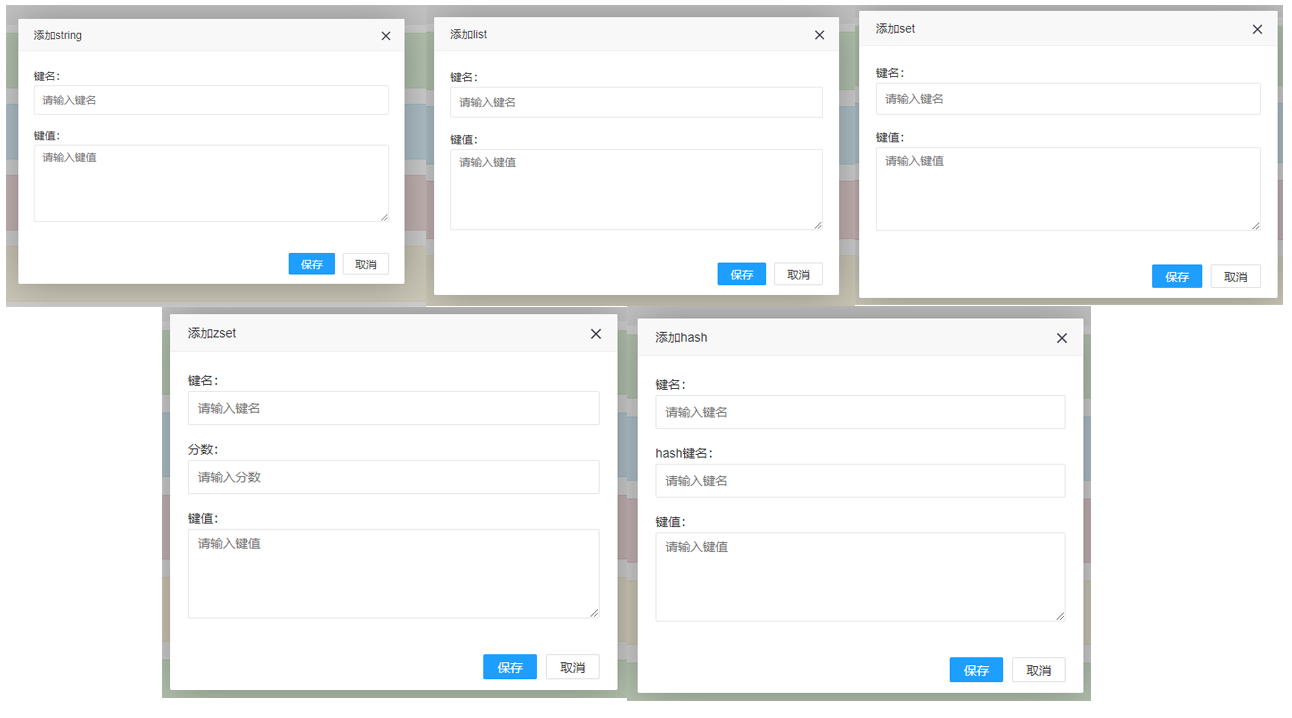 添加string
键名：
请输入键名
键值：
请输入键值
保存
取消
添加list
键名：
请输入键名
键值：
请输入键值
保存
取消
添加set
键名：
请输入键名
键值：
请输入键值
保存
取消
添加zset
键名：
请输入键名
分数：
请输入分数
键值：
请输入键值
保存
取消
添加hash
键名：
请输入键名
hash键名：
请输入键名
键值：
请输入键值
保存
取消